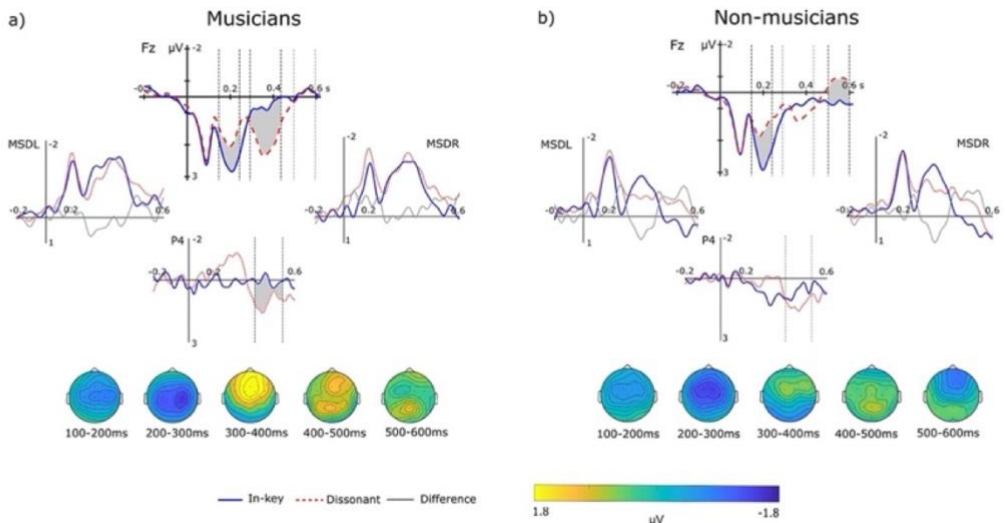 a)
Musicians
Fz
µV
-2
-0.2
0.2
0.4
0.6 s
3
MSDL
-2
-0.2
0.2
0.6
1
-2
MSDR
-0.2
0.2
0.6
1
P4
-2
-0.2
0.2
0.6
3
100-200ms
200-300ms
300-400ms
400-500ms
500-600ms
b)
Non-musicians
Fz
µV
-2
-0.2
0.2
0.4
0.6 s
3
MSDL
-2
-0.2
0.2
0.6
1
-2
MSDR
-0.2
0.2
0.6
1
P4
-2
-0.2
0.2
0.6
3
100-200ms
200-300ms
300-400ms
400-500ms
500-600ms
In-key
Dissonant
Difference
1.8
-1.8
µV